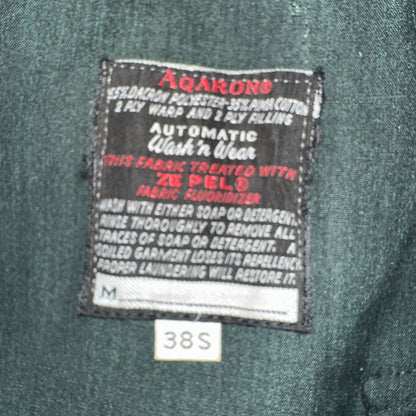 AQARON®
65% DACRON POLYESTER-35% PIMA COTTON
2 PLY WARP AND 2 PLY FILLING
AUTOMATIC
Wash 'n Wear
THIS FABRIC TREATED WITH
ZE PEL®
FABRIC FLUORIDIZER
WASH WITH EITHER SOAP OR DETERGENT.
RINSE THOROUGHLY TO REMOVE ALL
TRACES OF SOAP OR DETERGENT. A
SOILED GARMENT LOSES ITS REPELLENCY.
PROPER LAUNDERING WILL RESTORE IT.
M
38S